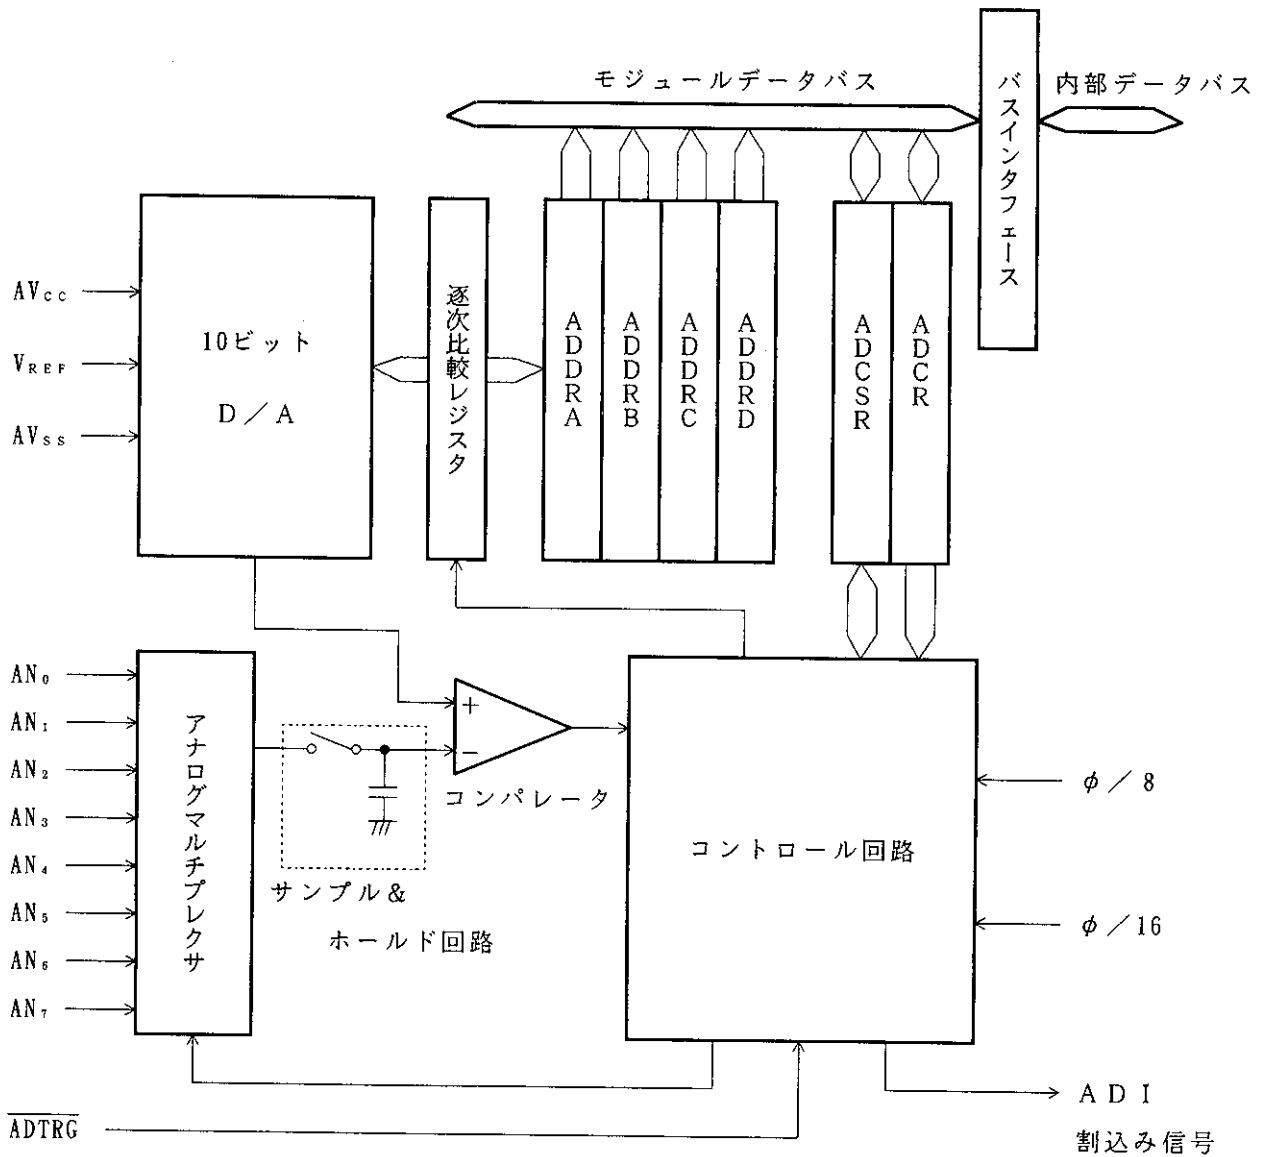 モジュールデータバス
バスインタフェース
内部データバス
AVCC
VREF
AVSS
10ビット
D／A
逐次比較レジスタ
ADDRA
ADDRB
ADDRC
ADDRD
ADCSR
ADCR
AN0
AN1
AN2
AN3
AN4
AN5
AN6
AN7
アナログマルチプレクサ
＋
－
コンパレータ
サンプル＆
ホールド回路
コントロール回路
φ／8
φ／16
ADI
割込み信号
ADTRG